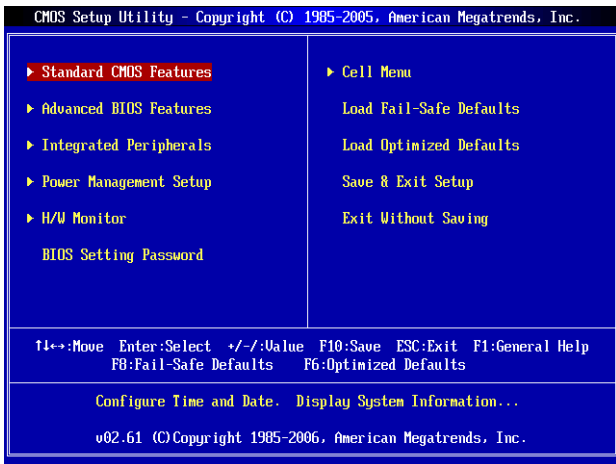 CMOS Setup Utility - Copyright (C) 1985-2005, American Megatrends, Inc.
▶ Standard CMOS Features
▶ Advanced BIOS Features
▶ Integrated Peripherals
▶ Power Management Setup
▶ H/W Monitor
BIOS Setting Password
▶ Cell Menu
Load Fail-Safe Defaults
Load Optimized Defaults
Save & Exit Setup
Exit Without Saving
↑↓←→:Move Enter:Select +/-/:Value F10:Save ESC:Exit F1:General Help
F8:Fail-Safe Defaults F6:Optimized Defaults
Configure Time and Date. Display System Information...
v02.61 (C)Copyright 1985-2006, American Megatrends, Inc.